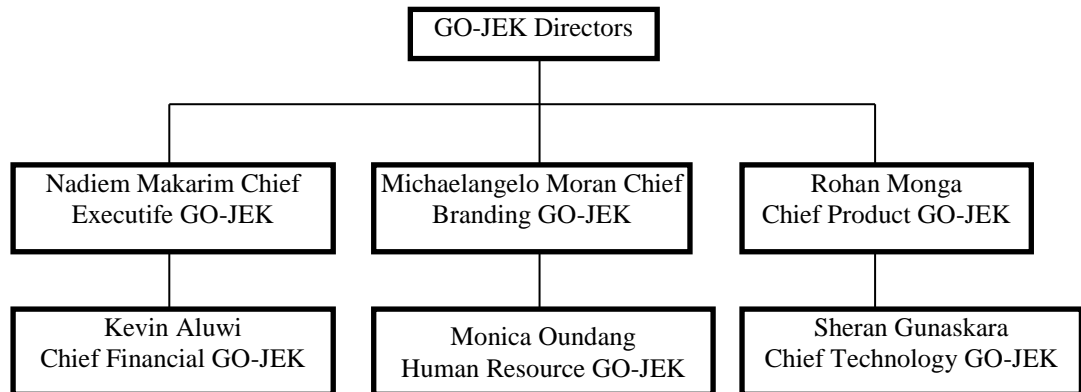 GO-JEK Directors
Nadiem Makarim Chief
Executife GO-JEK
Michaelangelo Moran Chief
Branding GO-JEK
Rohan Monga
Chief Product GO-JEK
Kevin Aluwi
Chief Financial GO-JEK
Monica Oundang
Human Resource GO-JEK
Sheran Gunaskara
Chief Technology GO-JEK